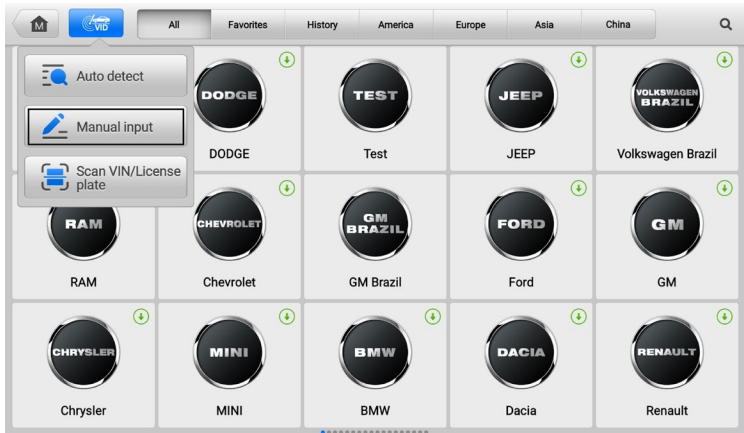 M
VID
All
Favorites
History
America
Europe
Asia
China
Auto detect
Manual input
Scan VIN/License
plate
DODGE
DODGE
TEST
Test
JEEP
JEEP
VOLKSWAGEN
BRAZIL
Volkswagen Brazil
RAM
RAM
CHEVROLET
Chevrolet
GM
BRAZIL
GM Brazil
FORD
Ford
GM
GM
CHRYSLER
Chrysler
MINI
MINI
BMW
BMW
DACIA
Dacia
RENAULT
Renault